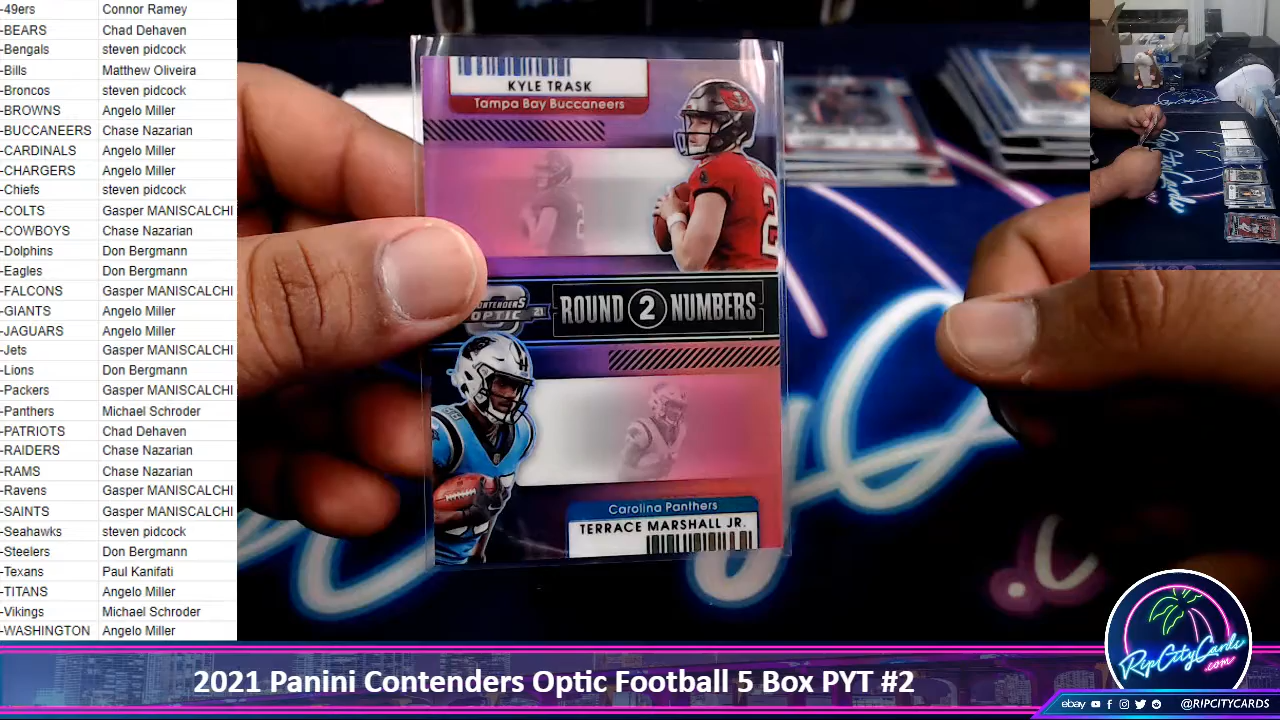 -49ers Connor Ramey
-BEARS Chad Dehaven
-Bengals steven pidcock
-Bills Matthew Oliveira
-Broncos steven pidcock
-BROWNS Angelo Miller
-BUCCANEERS Chase Nazarian
-CARDINALS Angelo Miller
-CHARGERS Angelo Miller
-Chiefs steven pidcock
-COLTS Gasper MANISCALCHI
-COWBOYS Chase Nazarian
-Dolphins Don Bergmann
-Eagles Don Bergmann
-FALCONS Gasper MANISCALCHI
-GIANTS Angelo Miller
-JAGUARS Angelo Miller
-Jets Gasper MANISCALCHI
-Lions Don Bergmann
-Packers Gasper MANISCALCHI
-Panthers Michael Schroder
-PATRIOTS Chad Dehaven
-RAIDERS Chase Nazarian
-RAMS Chase Nazarian
-Ravens Gasper MANISCALCHI
-SAINTS Gasper MANISCALCHI
-Seahawks steven pidcock
-Steelers Don Bergmann
-Texans Paul Kanifati
-TITANS Angelo Miller
-Vikings Michael Schroder
-WASHINGTON Angelo Miller
KYLE TRASK
Tampa Bay Buccaneers
CONTENDERS
OPTIC 21
ROUND 2 NUMBERS
Carolina Panthers
TERRACE MARSHALL JR.
.C
RipCityCards
.com
2021 Panini Contenders Optic Football 5 Box PYT #2
ebay @RIPCITYCARDS